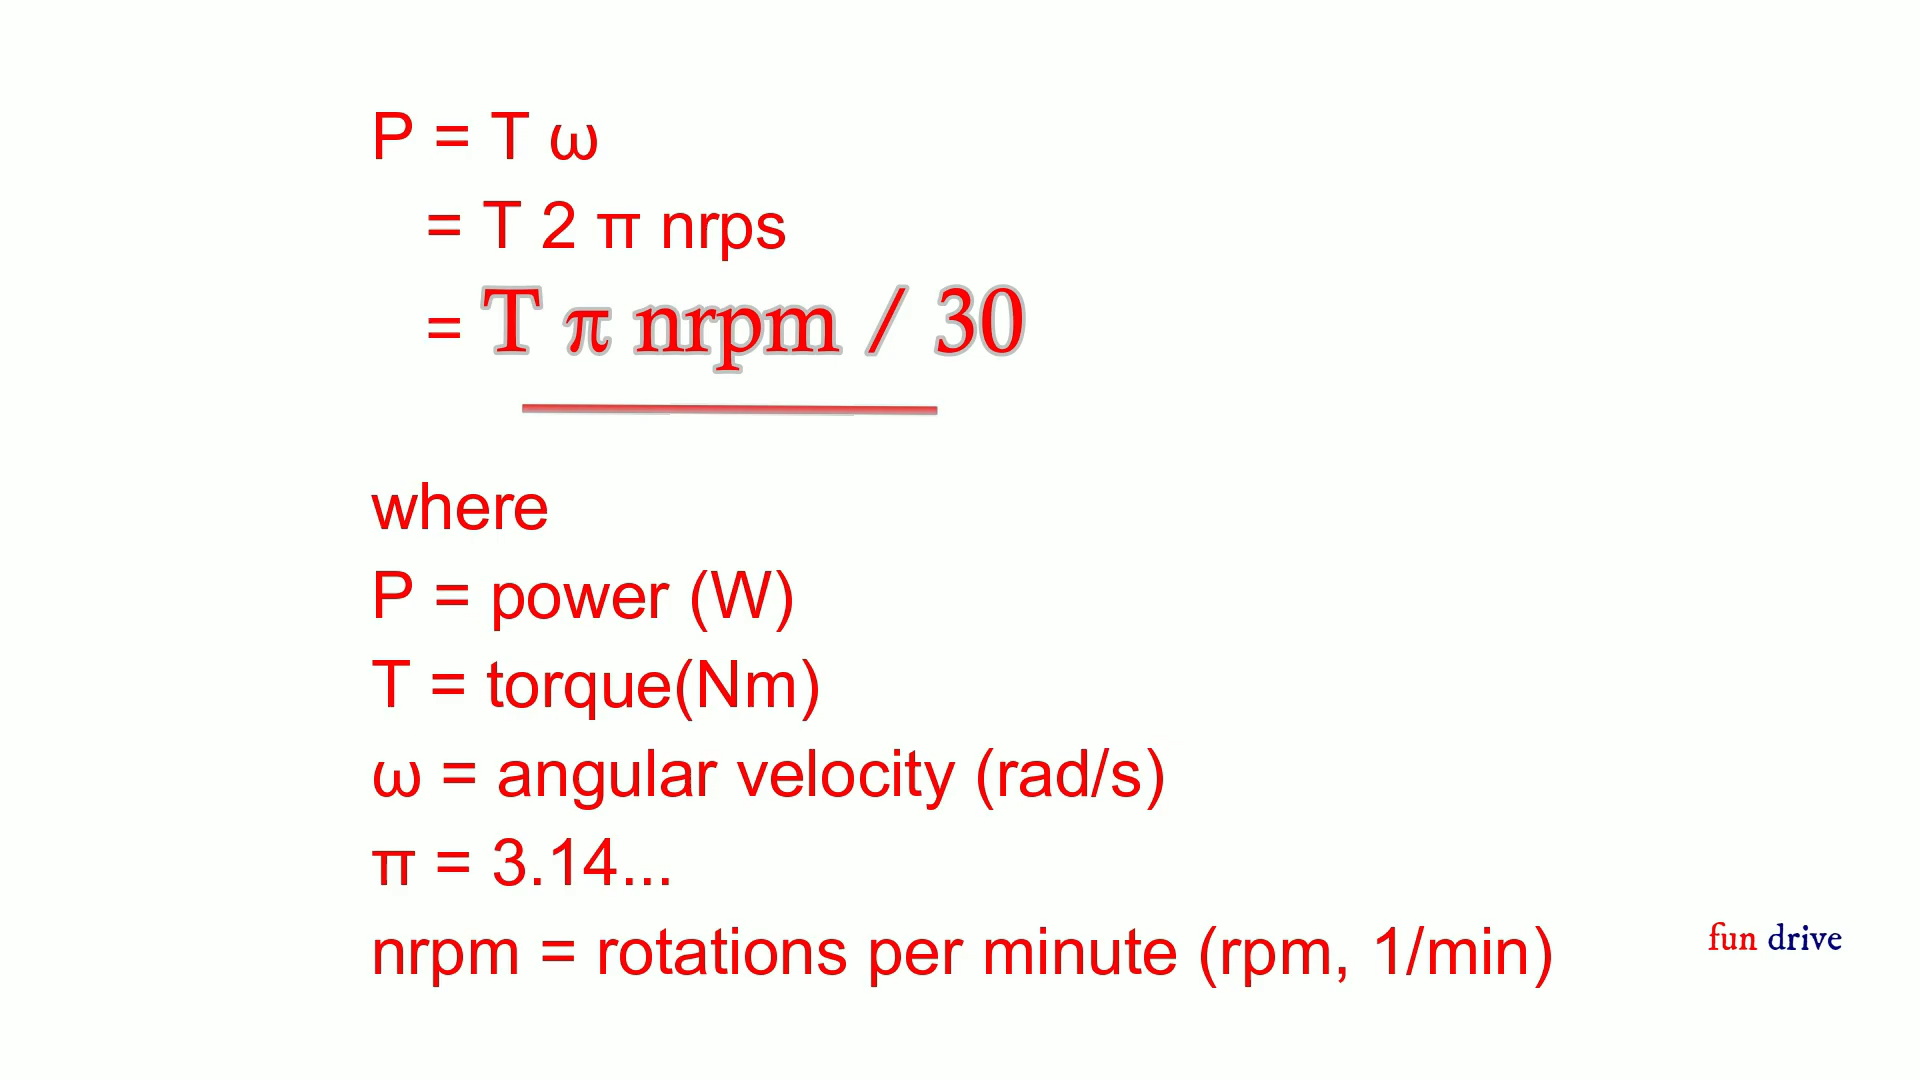 P = T ω
= T 2 π nrps
= T π nrpm / 30
where
P = power (W)
T = torque(Nm)
ω = angular velocity (rad/s)
π = 3.14...
nrpm = rotations per minute (rpm, 1/min)
fun drive